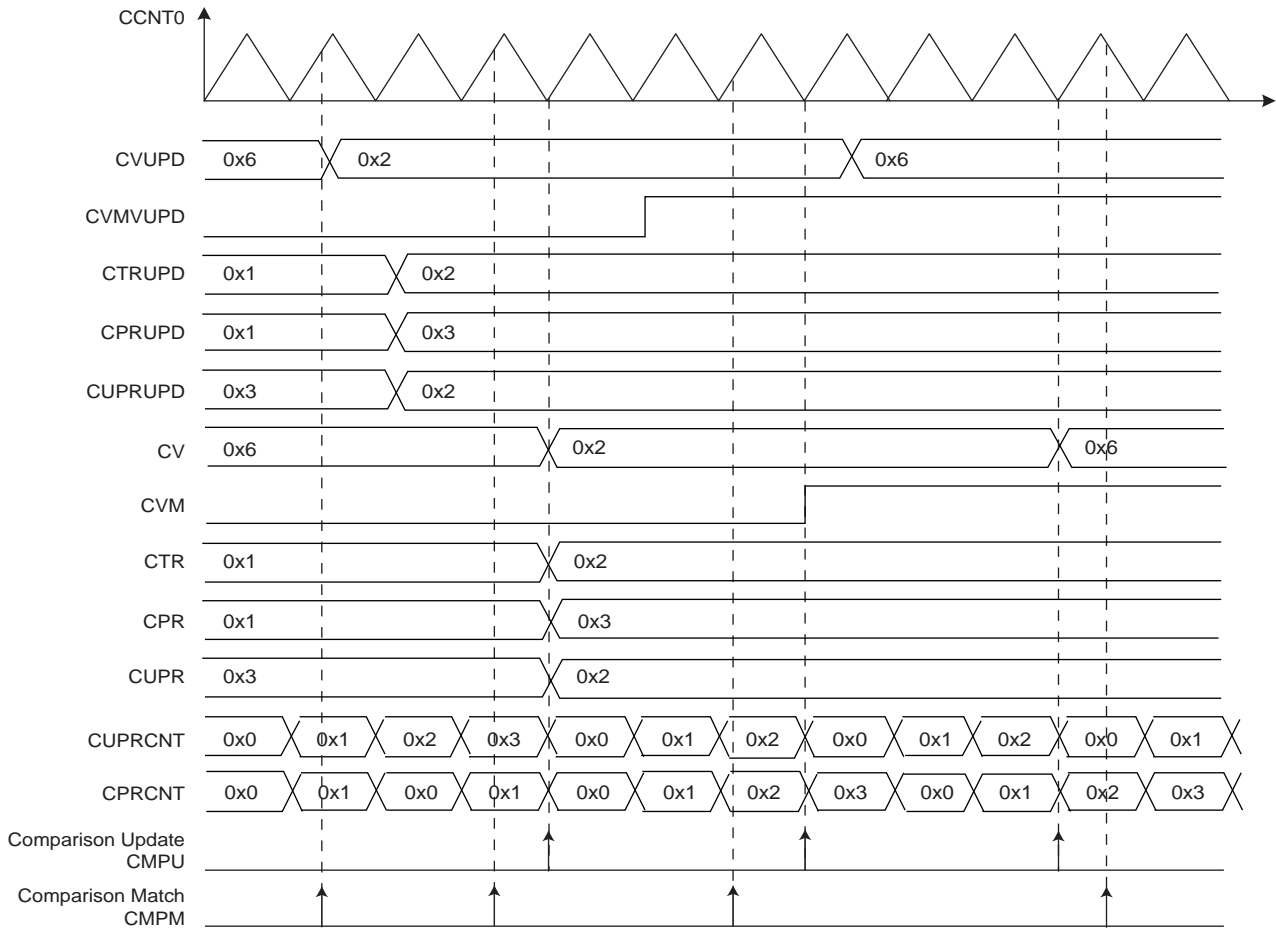 CCNT0
CVUPD 0x6 0x2 0x6
CVMVUPD
CTRUPD 0x1 0x2
CPRUPD 0x1 0x3
CUPRUPD 0x3 0x2
CV 0x6 0x2 0x6
CVM
CTR 0x1 0x2
CPR 0x1 0x3
CUPR 0x3 0x2
CUPRCNT 0x0 0x1 0x2 0x3 0x0 0x1 0x2 0x0 0x1 0x2 0x0 0x1
CPRCNT 0x0 0x1 0x0 0x1 0x0 0x1 0x2 0x3 0x0 0x1 0x2 0x3
Comparison Update
CMPU
Comparison Match
CMPM